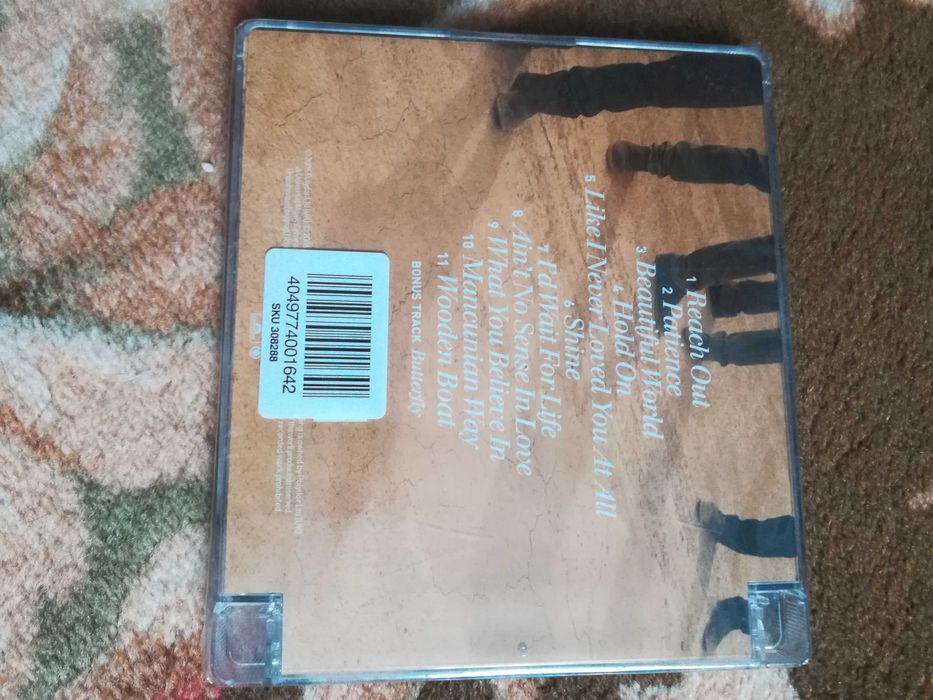 1 Reach Out
2 Patience
3 Beautiful World
4 Hold On
5 Like I Never Loved You At All
6 Shine
7 I'd Wait For Life
8 Ain't No Sense In Love
9 What You Believe In
10 Mancunian Way
11 Wooden Boat
BONUS TRACK Butterfly
4049774001642
SKU 308288